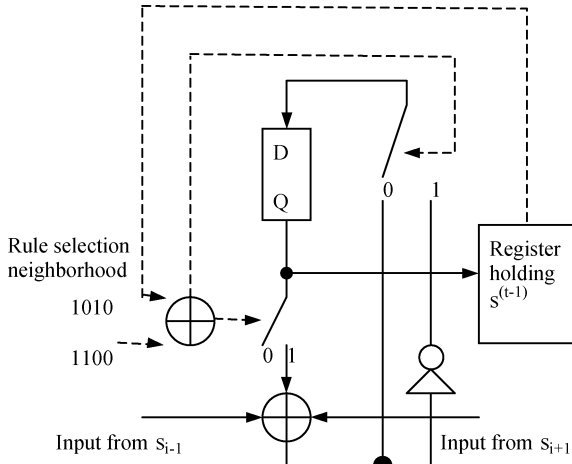 D
Q
0 1
Rule selection
neighborhood
1010
1100
Register
holding
s(t-1)
0 1
Input from si-1
Input from si+1